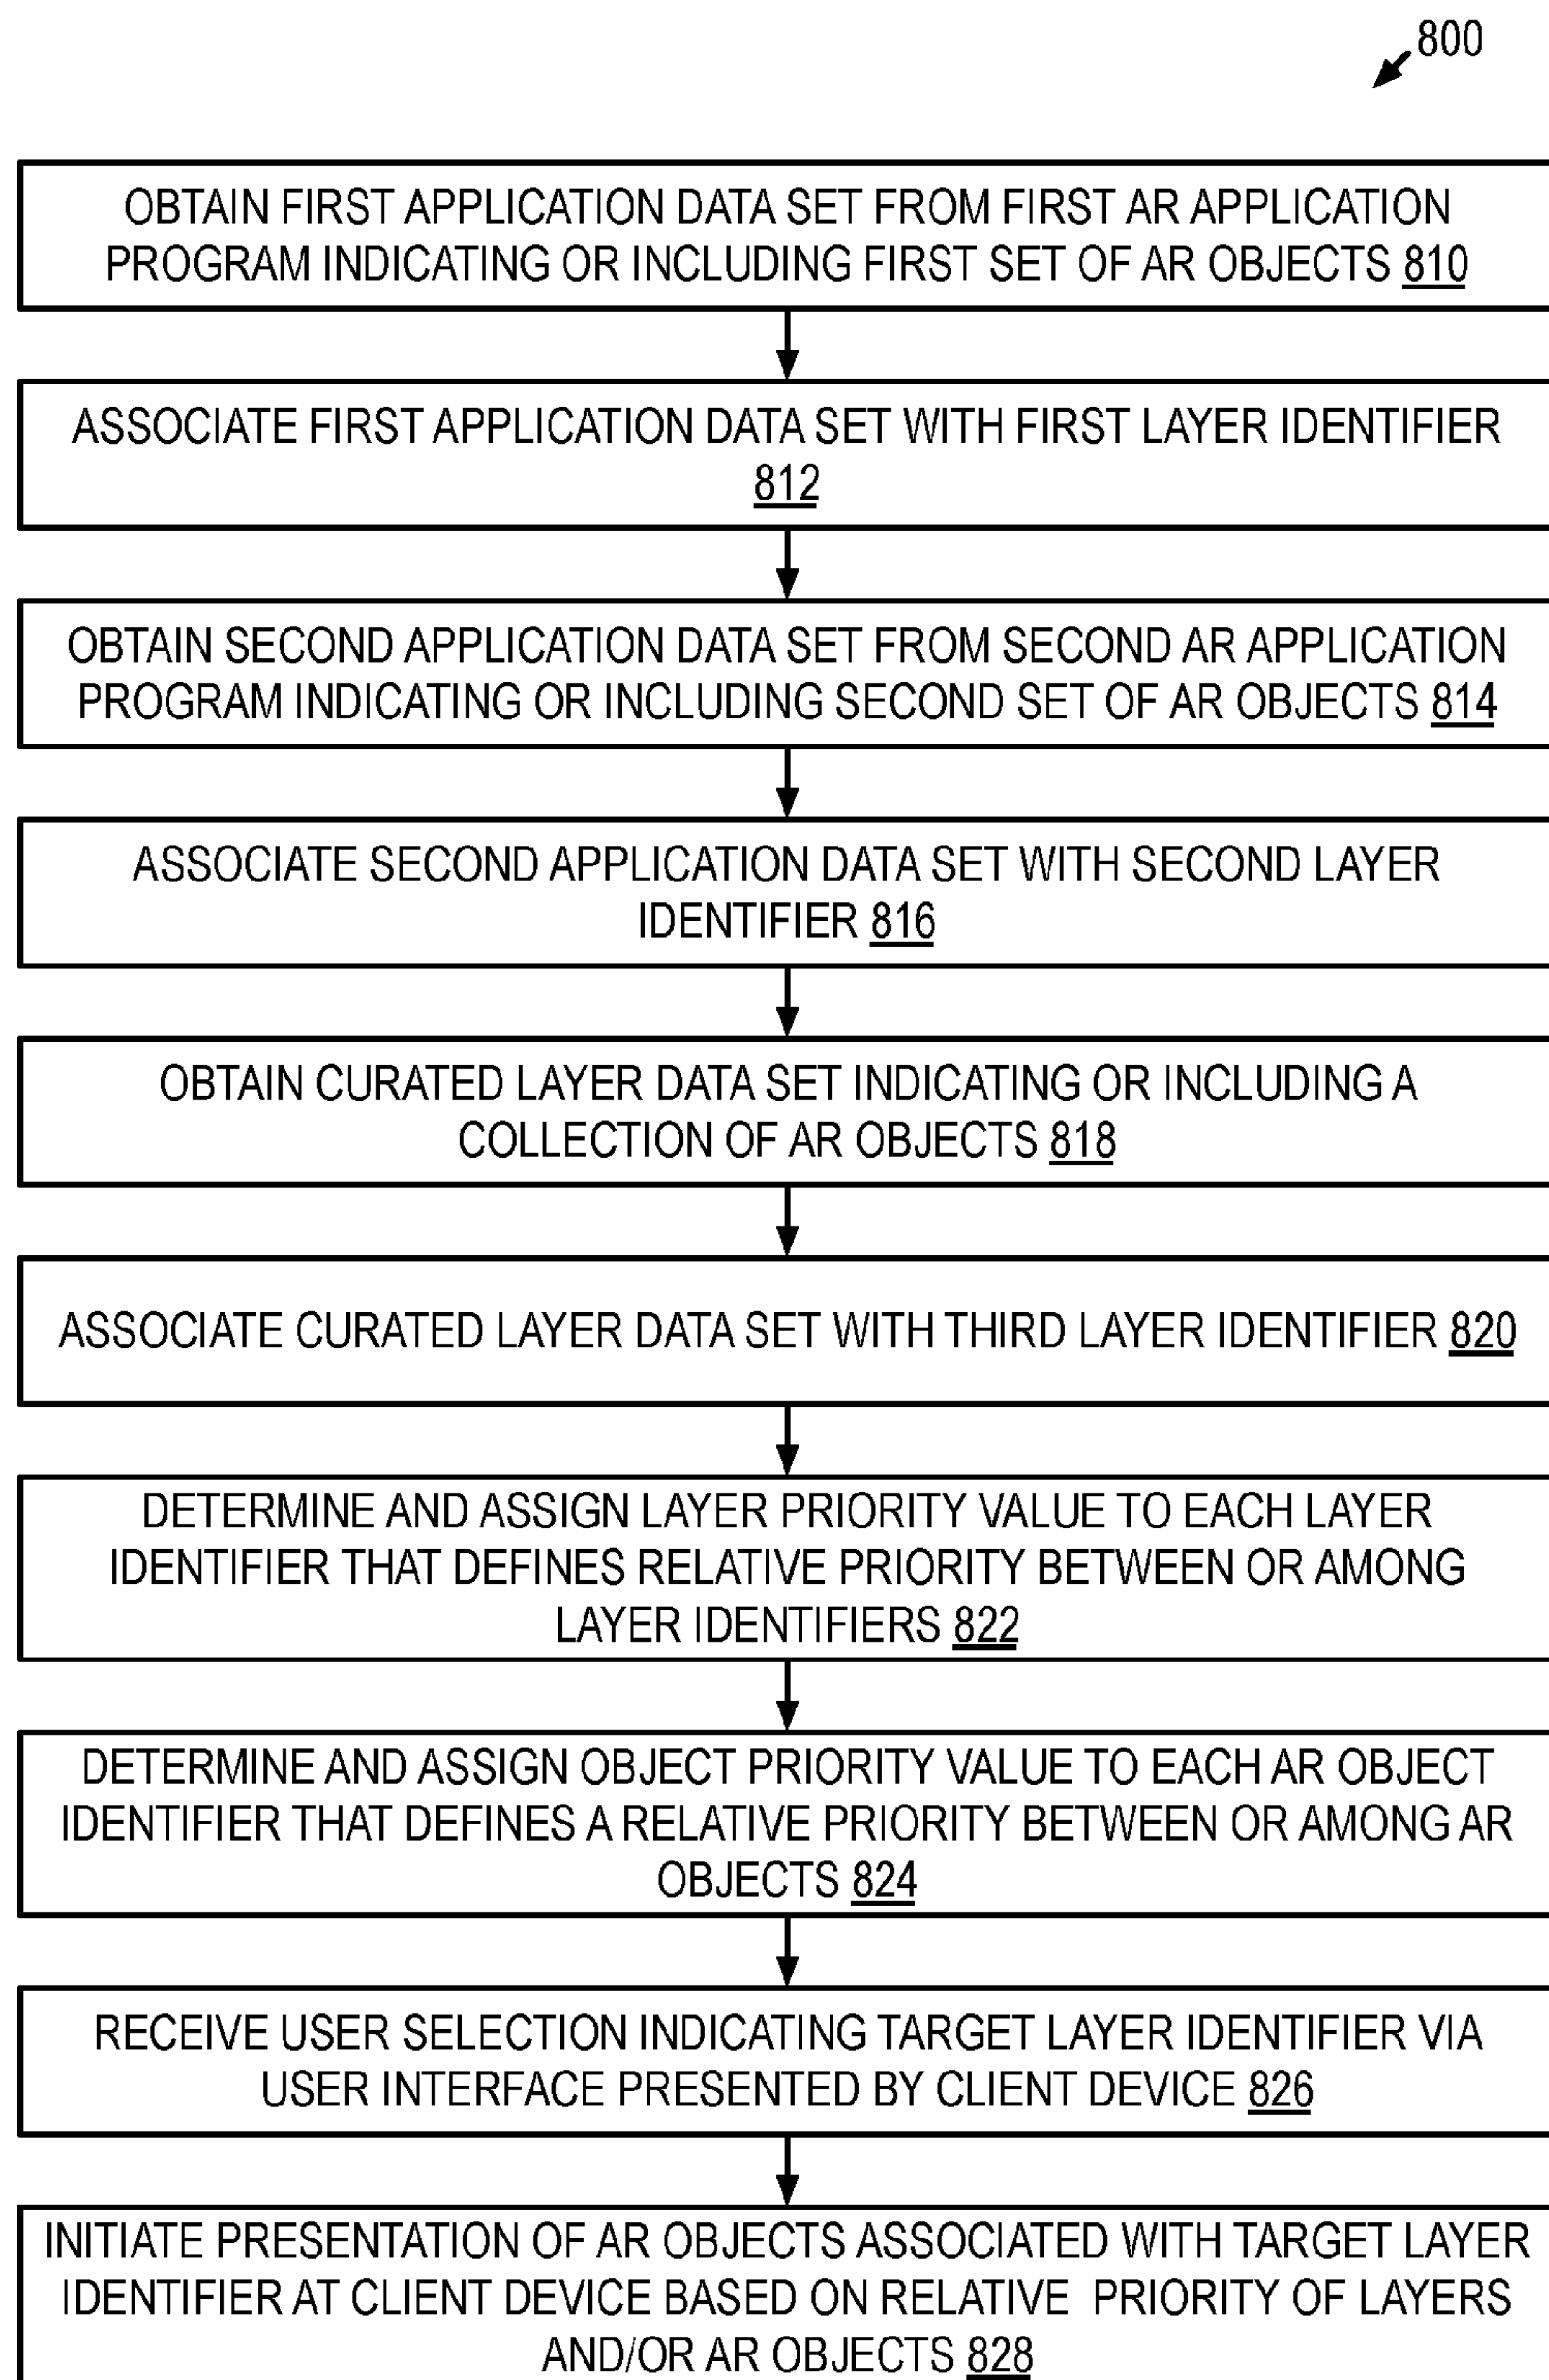 800
OBTAIN FIRST APPLICATION DATA SET FROM FIRST AR APPLICATION
PROGRAM INDICATING OR INCLUDING FIRST SET OF AR OBJECTS 810
ASSOCIATE FIRST APPLICATION DATA SET WITH FIRST LAYER IDENTIFIER
812
OBTAIN SECOND APPLICATION DATA SET FROM SECOND AR APPLICATION
PROGRAM INDICATING OR INCLUDING SECOND SET OF AR OBJECTS 814
ASSOCIATE SECOND APPLICATION DATA SET WITH SECOND LAYER
IDENTIFIER 816
OBTAIN CURATED LAYER DATA SET INDICATING OR INCLUDING A
COLLECTION OF AR OBJECTS 818
ASSOCIATE CURATED LAYER DATA SET WITH THIRD LAYER IDENTIFIER 820
DETERMINE AND ASSIGN LAYER PRIORITY VALUE TO EACH LAYER
IDENTIFIER THAT DEFINES RELATIVE PRIORITY BETWEEN OR AMONG
LAYER IDENTIFIERS 822
DETERMINE AND ASSIGN OBJECT PRIORITY VALUE TO EACH AR OBJECT
IDENTIFIER THAT DEFINES A RELATIVE PRIORITY BETWEEN OR AMONG AR
OBJECTS 824
RECEIVE USER SELECTION INDICATING TARGET LAYER IDENTIFIER VIA
USER INTERFACE PRESENTED BY CLIENT DEVICE 826
INITIATE PRESENTATION OF AR OBJECTS ASSOCIATED WITH TARGET LAYER
IDENTIFIER AT CLIENT DEVICE BASED ON RELATIVE PRIORITY OF LAYERS
AND/OR AR OBJECTS 828